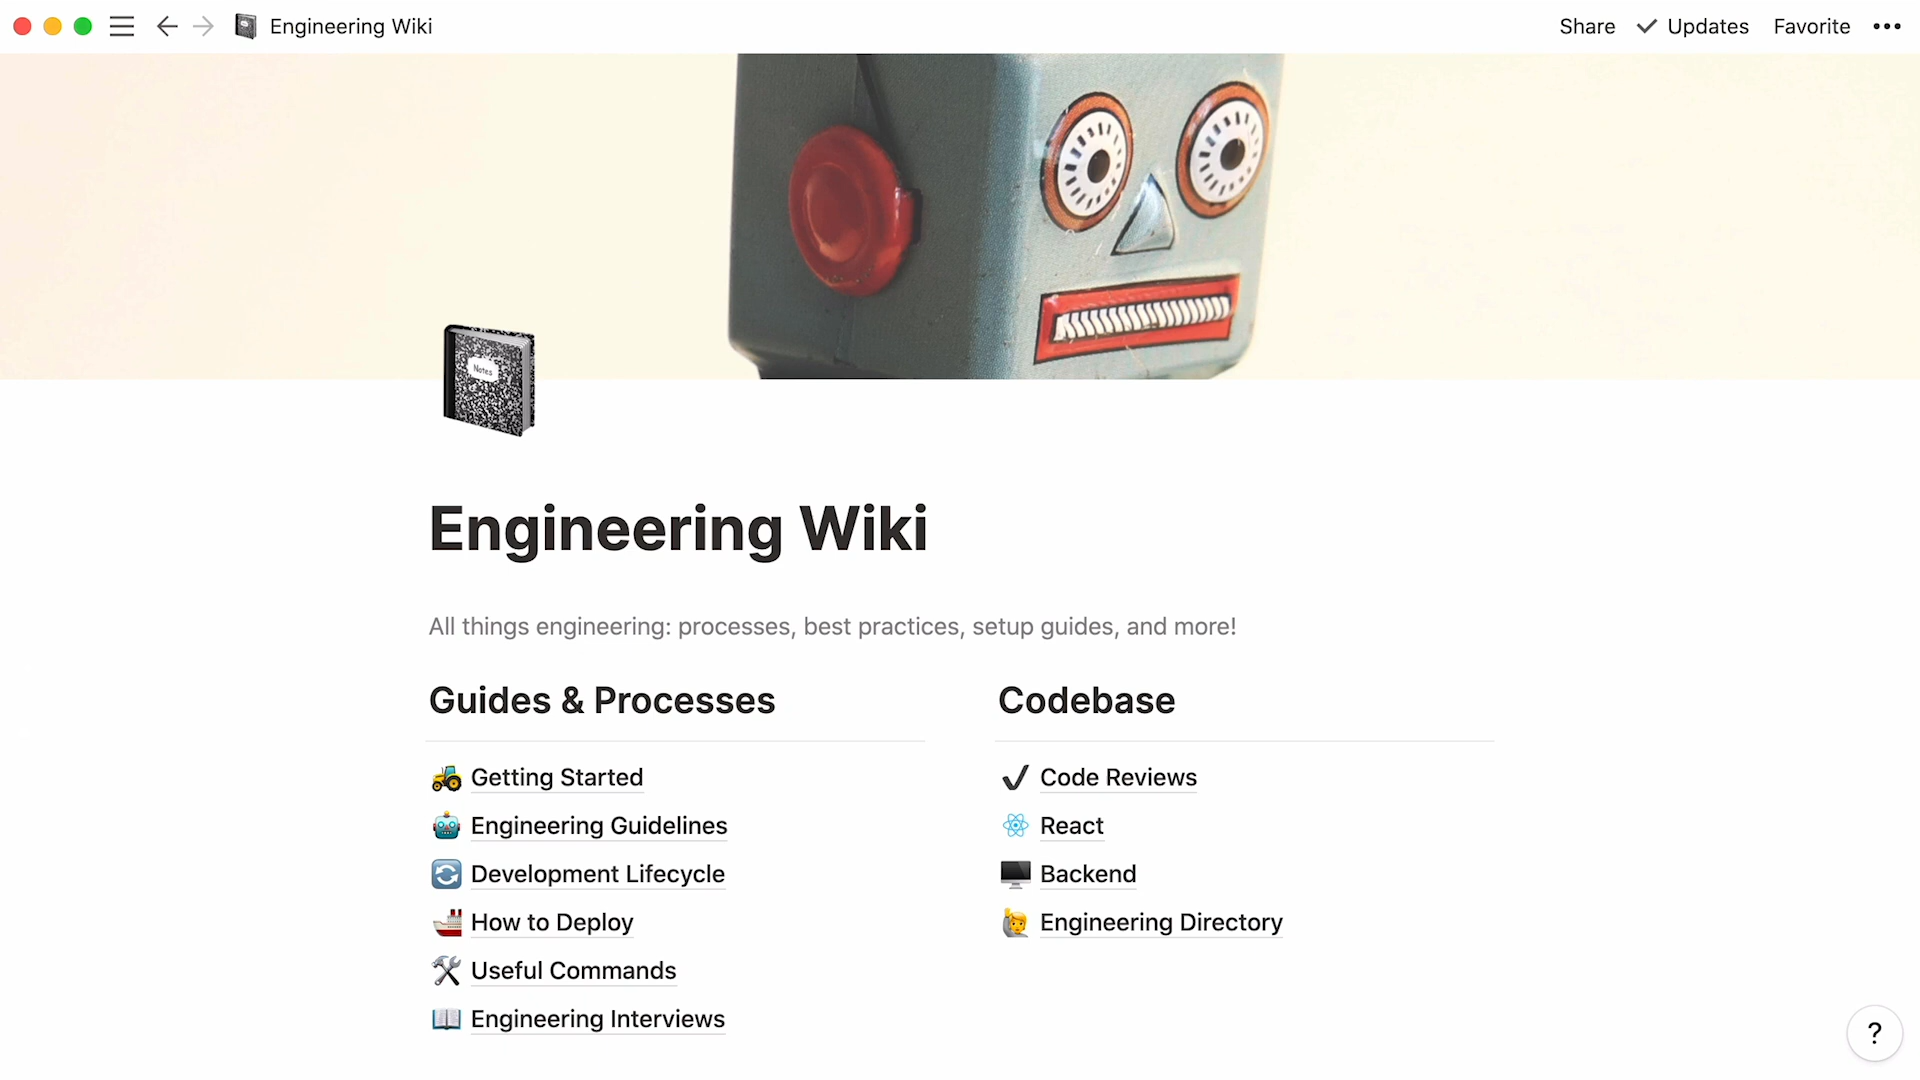 Engineering Wiki
Share ✓ Updates Favorite •••
Notes
Engineering Wiki
All things engineering: processes, best practices, setup guides, and more!
Guides & Processes
Getting Started
Engineering Guidelines
Development Lifecycle
How to Deploy
Useful Commands
Engineering Interviews
Codebase
Code Reviews
React
Backend
Engineering Directory
?